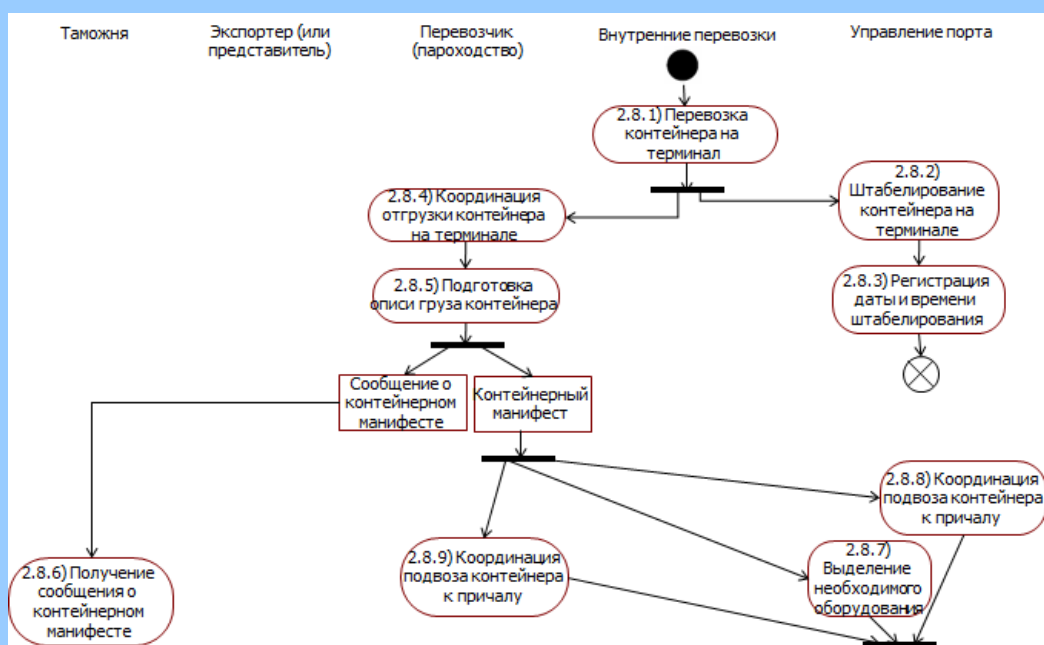 Таможня
Экспортер (или
представитель)
Перевозчик
(пароходство)
Внутренние перевозки
Управление порта
2.8.1) Перевозка
контейнера на
терминал
2.8.2)
Штабелирование
контейнера на
терминале
2.8.4) Координация
отгрузки контейнера
на терминале
2.8.5) Подготовка
описи груза контейнера
2.8.3) Регистрация
даты и времени
штабелирования
Сообщение о
контейнерном
манифесте
Контейнерный
манифест
2.8.8) Координация
подвоза контейнера
к причалу
2.8.9) Координация
подвоза контейнера
к причалу
2.8.7)
Выделение
необходимого
оборудования
2.8.6) Получение
сообщения о
контейнерном
манифесте